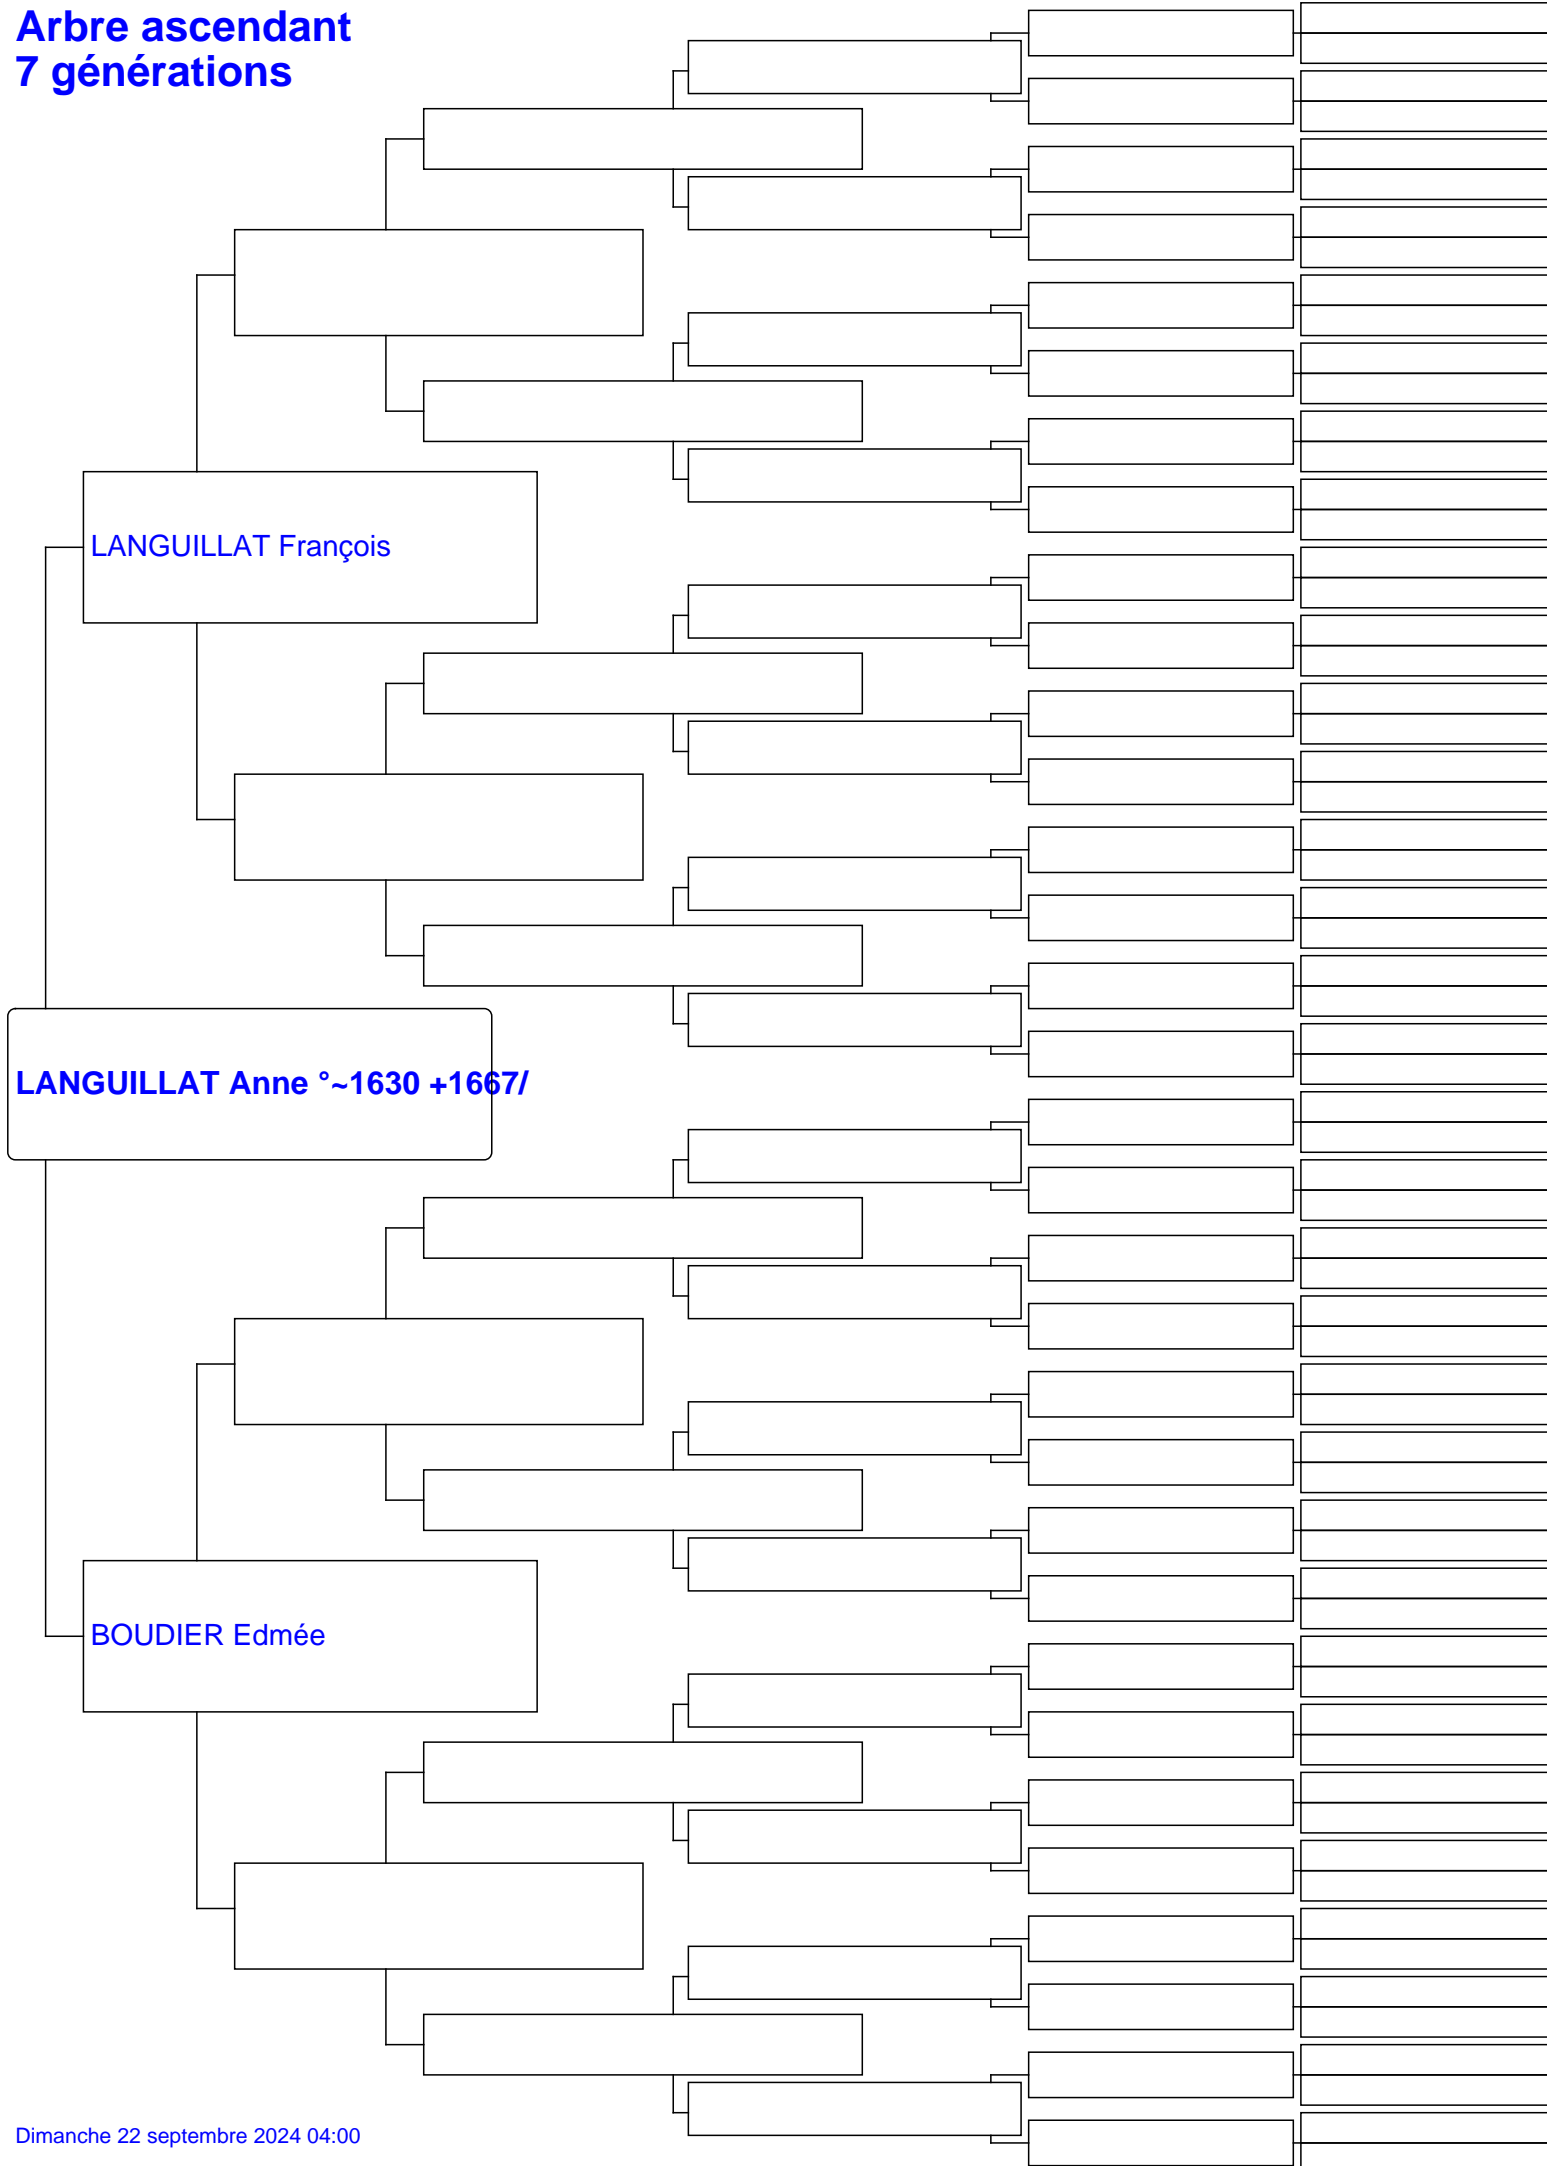 Arbre ascendant
7 générations
LANGUILLAT François
LANGUILLAT Anne °~1630 +1667/
BOUDIER Edmée
Dimanche 22 septembre 2024 04:00